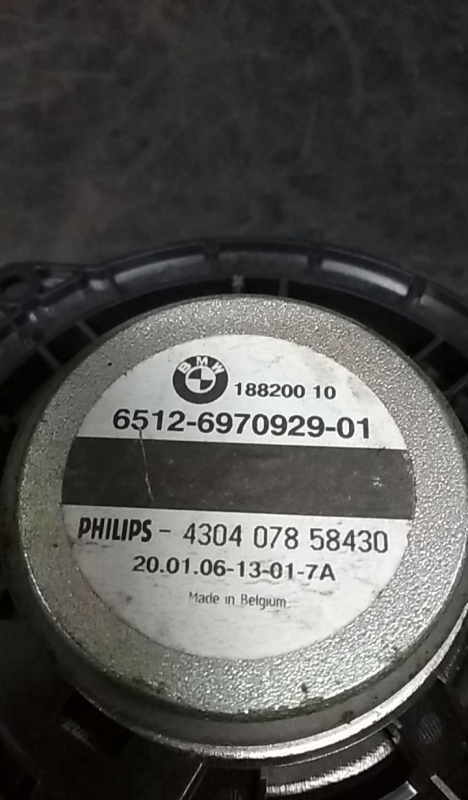 BMW
188200 10
6512-6970929-01
PHILIPS - 4304 078 58430
20.01.06-13-01-7A
Made in Belgium